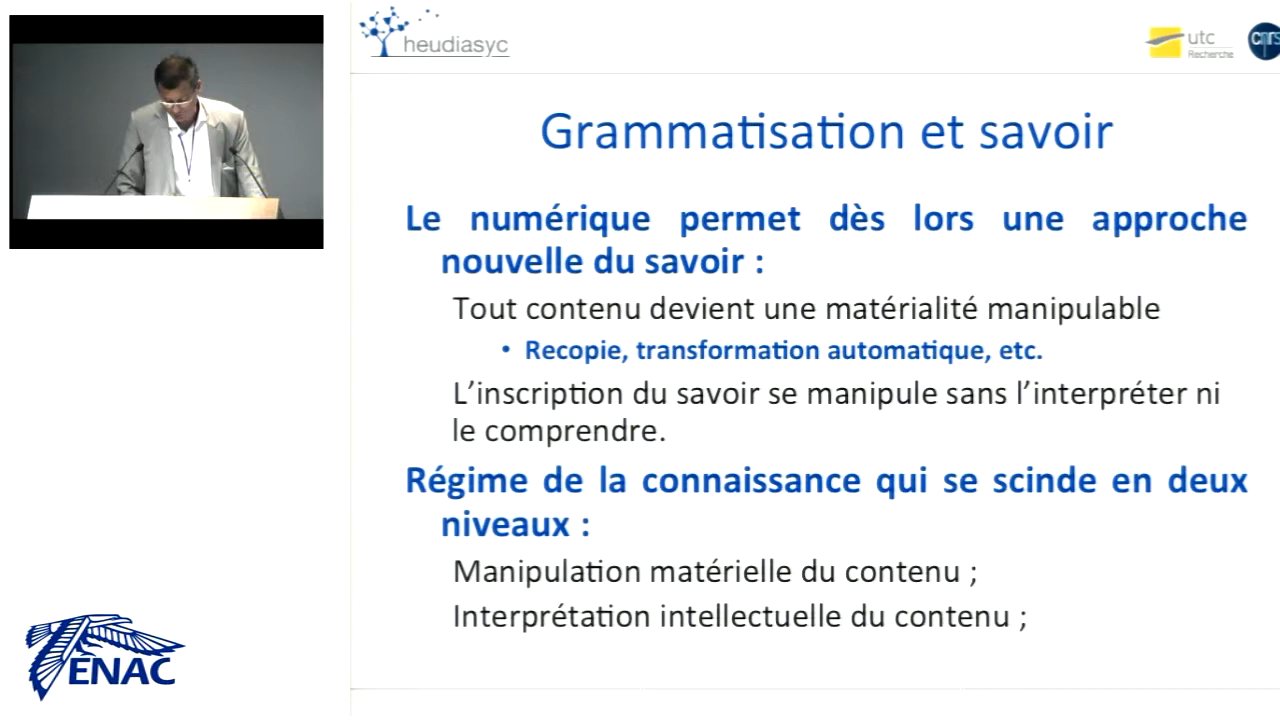 heudiasyc
utc
Recherche
cnrs
Grammatisation et savoir
Le numérique permet dès lors une approche
nouvelle du savoir :
Tout contenu devient une matérialité manipulable
• Recopie, transformation automatique, etc.
L’inscription du savoir se manipule sans l’interpréter ni
le comprendre.
Régime de la connaissance qui se scinde en deux
niveaux :
Manipulation matérielle du contenu ;
Interprétation intellectuelle du contenu ;
ENAC